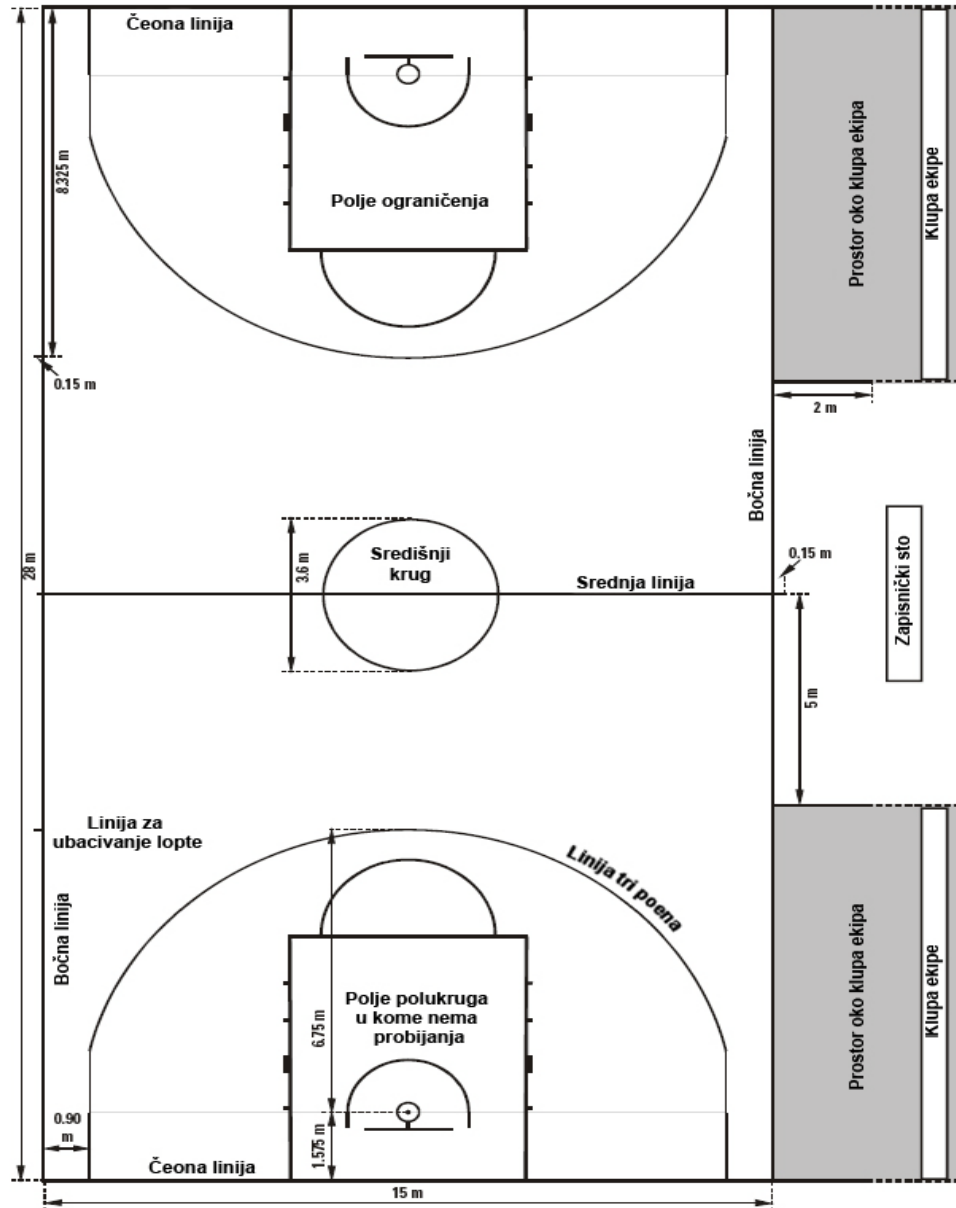 Čeona linija
8.325 m
Polje ograničenja
Prostor oko klupa ekipa
Klupa ekipe
0.15 m
2 m
Bočna linija
28 m
3.6 m
Središnji
krug
Srednja linija
0.15 m
Zapisnički sto
5 m
Linija za
ubacivanje lopte
Linija tri poena
Bočna linija
6.75 m
Polje polukruga
u kome nema
probijanja
Prostor oko klupa ekipa
Klupa ekipe
0.90
m
1.575 m
Čeona linija
15 m